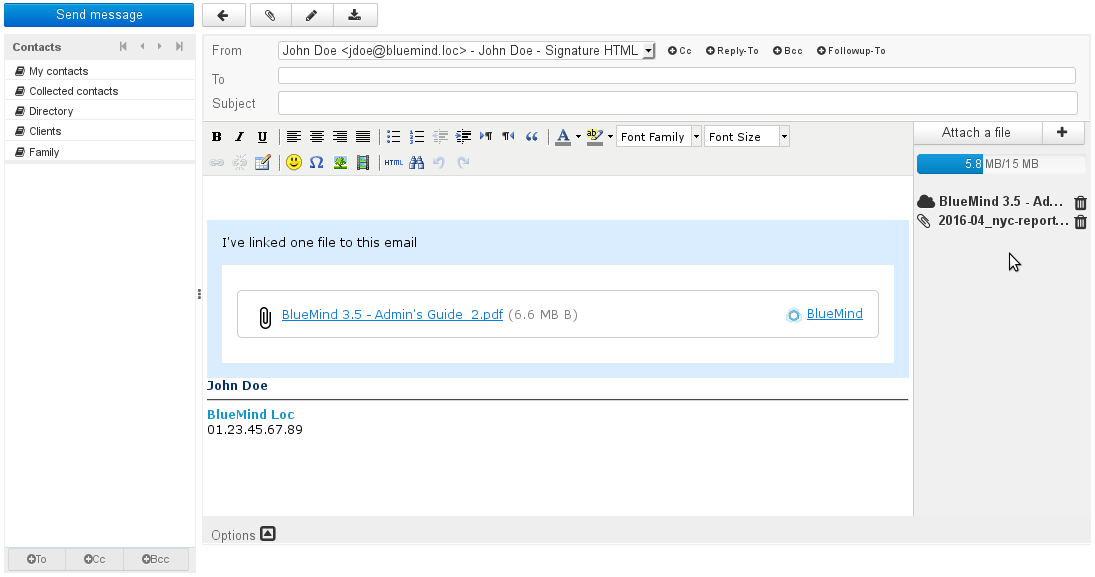 Send message
Contacts
My contacts
Collected contacts
Directory
Clients
Family
To Cc Bcc
From John Doe <jdoe@bluemind.loc> - John Doe - Signature HTML Cc Reply-To Bcc Followup-To
To
Subject
B I U A ab Font Family Font Size
HTML
Attach a file
5.8 MB/15 MB
BlueMind 3.5 - Ad...
2016-04_nyc-report...
I've linked one file to this email
BlueMind 3.5 - Admin's Guide_2.pdf (6.6 MB B) BlueMind
John Doe
BlueMind Loc
01.23.45.67.89
Options